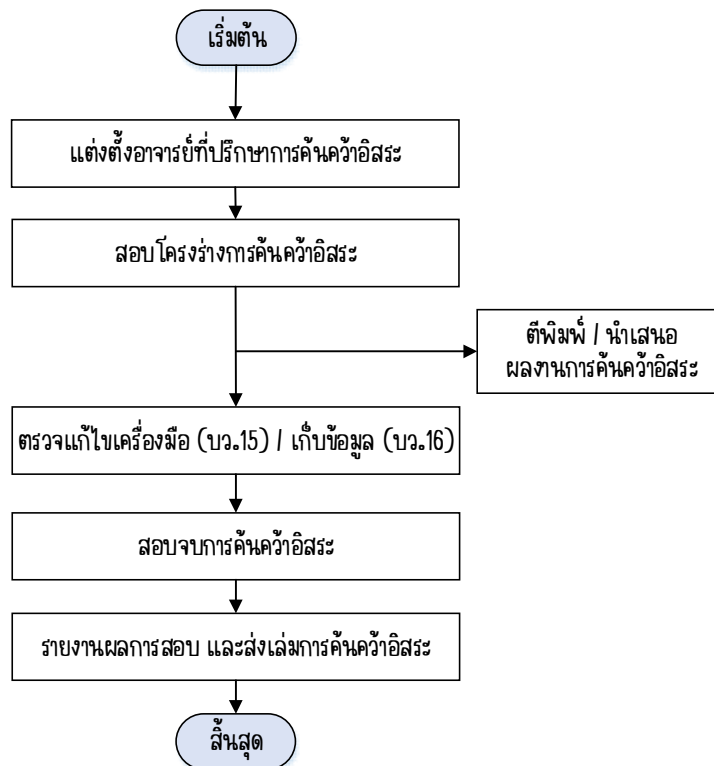 เริ่มต้น
แต่งตั้งอาจารย์ที่ปรึกษาการค้นคว้าอิสระ
สอบโครงร่างการค้นคว้าอิสระ
ตีพิมพ์ / นำเสนอ
ผลงานการค้นคว้าอิสระ
ตรวจแก้ไขเครื่องมือ (บว.15) / เก็บข้อมูล (บว.16)
สอบจบการค้นคว้าอิสระ
รายงานผลการสอบ และส่งเล่มการค้นคว้าอิสระ
สิ้นสุด